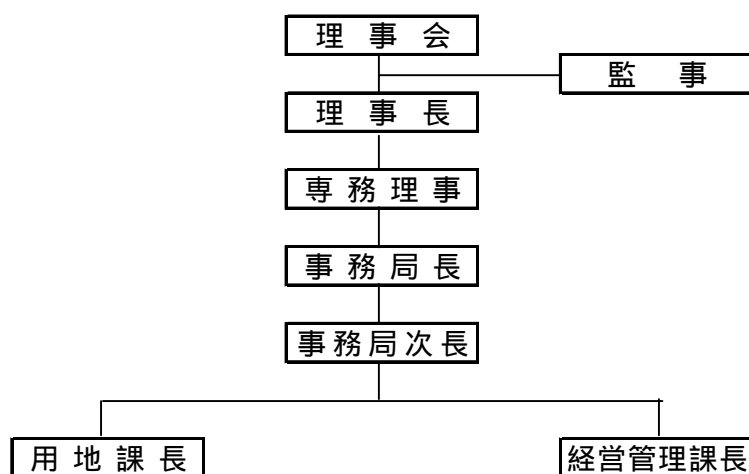 理事会
監事
理事長
専務理事
事務局長
事務局次長
用地課長
経営管理課長